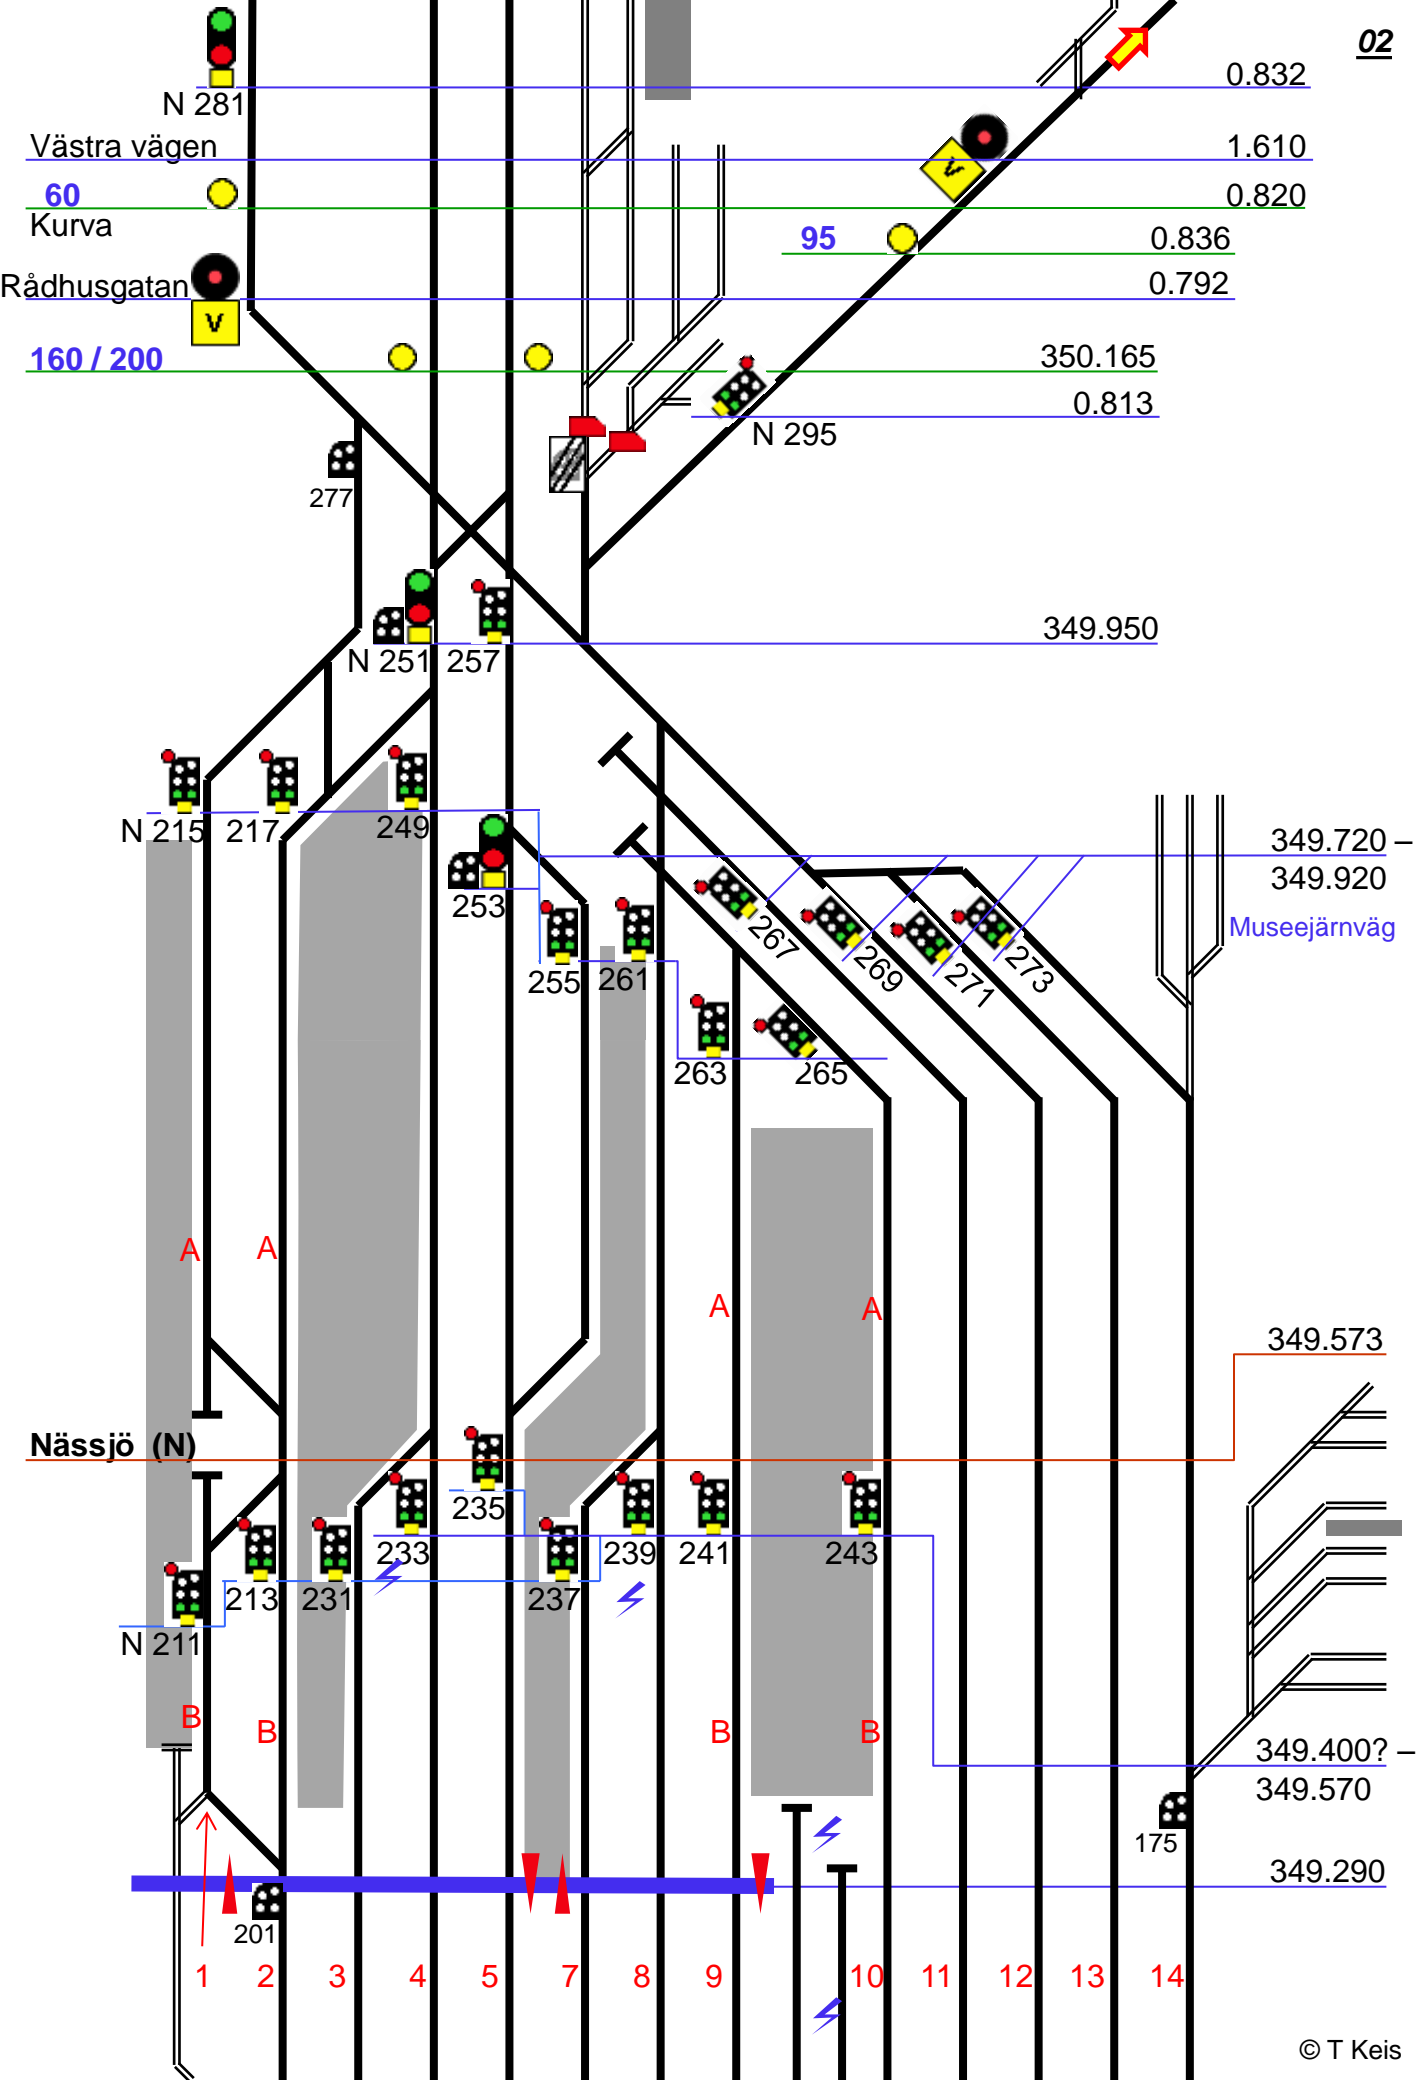 02
0.832
N 281
Västra vägen
1.610
60
0.820
Kurva
95
0.836
Rådhusgatan
0.792
V
V
160 / 200
350.165
0.813
N 295
277
349.950
N 251
257
N 215
217
249
349.720 –
349.920
253
267
269
271
273
Museejärnväg
255
261
263
265
A
A
A
A
349.573
Nässjö (N)
235
233
239
241
243
213
231
237
N 211
B
B
B
B
349.400? –
349.570
175
349.290
201
1
2
3
4
5
7
8
9
10
11
12
13
14
© T Keis